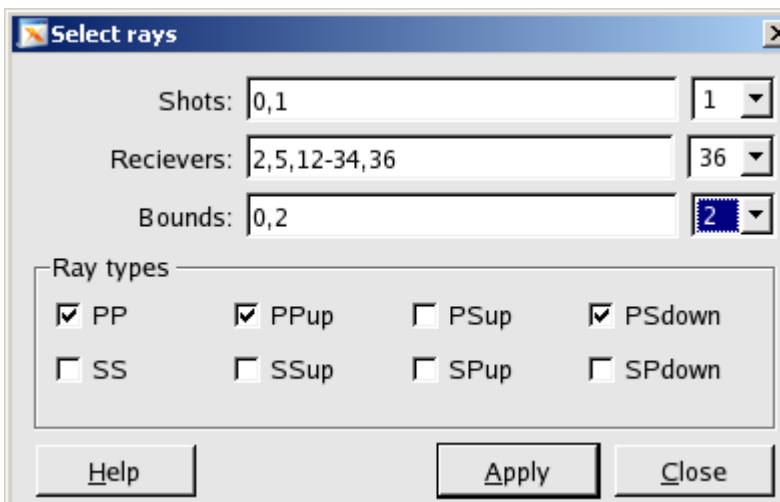 Select rays
Shots: 0,1 1
Recievers: 2,5,12-34,36 36
Bounds: 0,2 2
Ray types
PP PPup PSup PSdown
SS SSup SPup SPdown
Help Apply Close